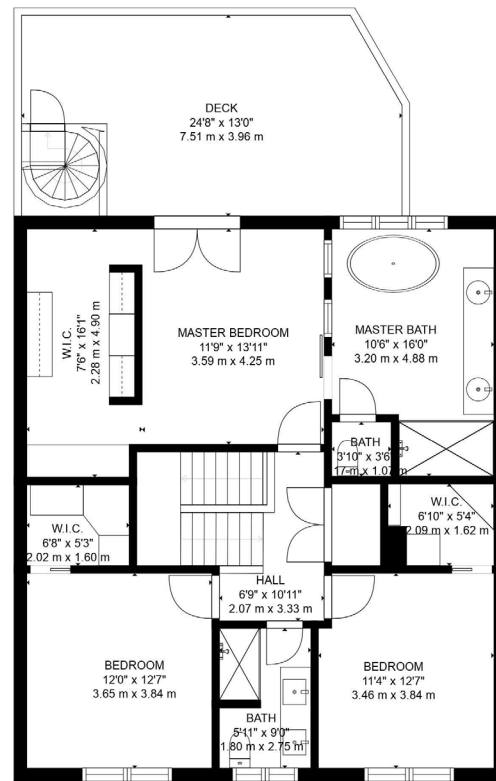 DECK
24'8" x 13'0"
7.51 m x 3.96 m
W.I.C.
7'6" x 16'1"
2.28 m x 4.90 m
MASTER BEDROOM
11'9" x 13'11"
3.59 m x 4.25 m
MASTER BATH
10'6" x 16'0"
3.20 m x 4.88 m
BATH
3'10" x 3'6"
W.I.C.
6'8" x 5'3"
2.02 m x 1.60 m
W.I.C.
6'10" x 5'4"
2.09 m x 1.62 m
HALL
6'9" x 10'11"
2.07 m x 3.33 m
BEDROOM
12'0" x 12'7"
3.65 m x 3.84 m
BEDROOM
11'4" x 12'7"
3.46 m x 3.84 m
BATH
5'11" x 9'0"
1.80 m x 2.75 m